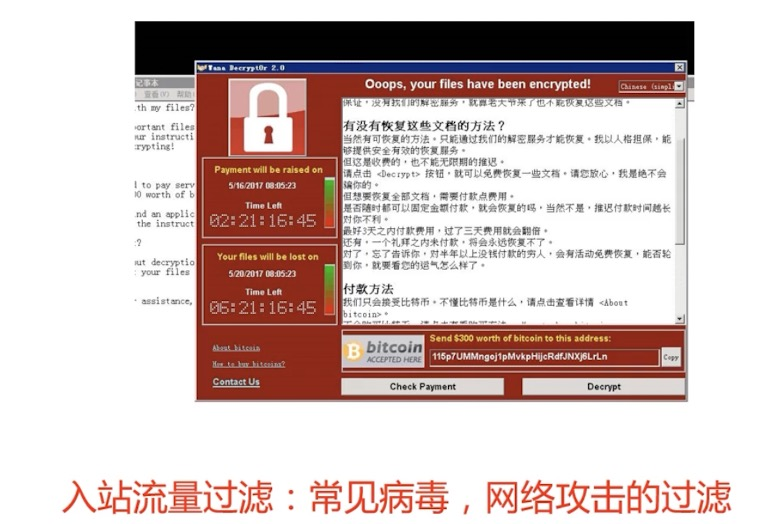 Wana Decrypt0r 2.0
记事本
查看(V) 帮助
th my files?
ortant files
ur instructi
rypting!
d to pay serv
00 worth of b
nd an applic
the instruct
?
out decryptio
your files
r assistance,
Ooops, your files have been encrypted!
Chinese (simpli
Payment will be raised on
5/16/2017 08:05:23
Time Left
02:21:16:45
Your files will be lost on
5/20/2017 08:05:23
Time Left
06:21:16:45
About bitcoin
How to buy bitcoins?
Contact Us
保证，没有我们的解密服务，就算老天爷来了也不能恢复这些文档。
有没有恢复这些文档的方法？
当然有可恢复的方法。只能通过我们的解密服务才能恢复。我以人格担保，能
够提供安全有效的恢复服务。
但这是收费的，也不能无限期的推迟。
请点击 <Decrypt> 按钮，就可以免费恢复一些文档。请您放心，我是绝不会
骗你的。
但想要恢复全部文档，需要付款点费用。
是否随时都可以固定金额付款，就会恢复的吗，当然不是，推迟付款时间越长
对你不利。
最好3天之内付款费用，过了三天费用就会翻倍。
还有，一个礼拜之内未付款，将会永远恢复不了。
对了，忘了告诉你，对半年以上没钱付款的穷人，会有活动免费恢复，能否轮
到你，就要看您的运气怎么样了。
付款方法
我们只会接受比特币。不懂比特币是什么，请点击查看详情 <About
bitcoin>。
bitcoin
ACCEPTED HERE
Send $300 worth of bitcoin to this address:
115p7UMMngoj1pMvkpHijcRdfJNXj6LrLn
Copy
Check Payment
Decrypt
入站流量过滤：常见病毒，网络攻击的过滤